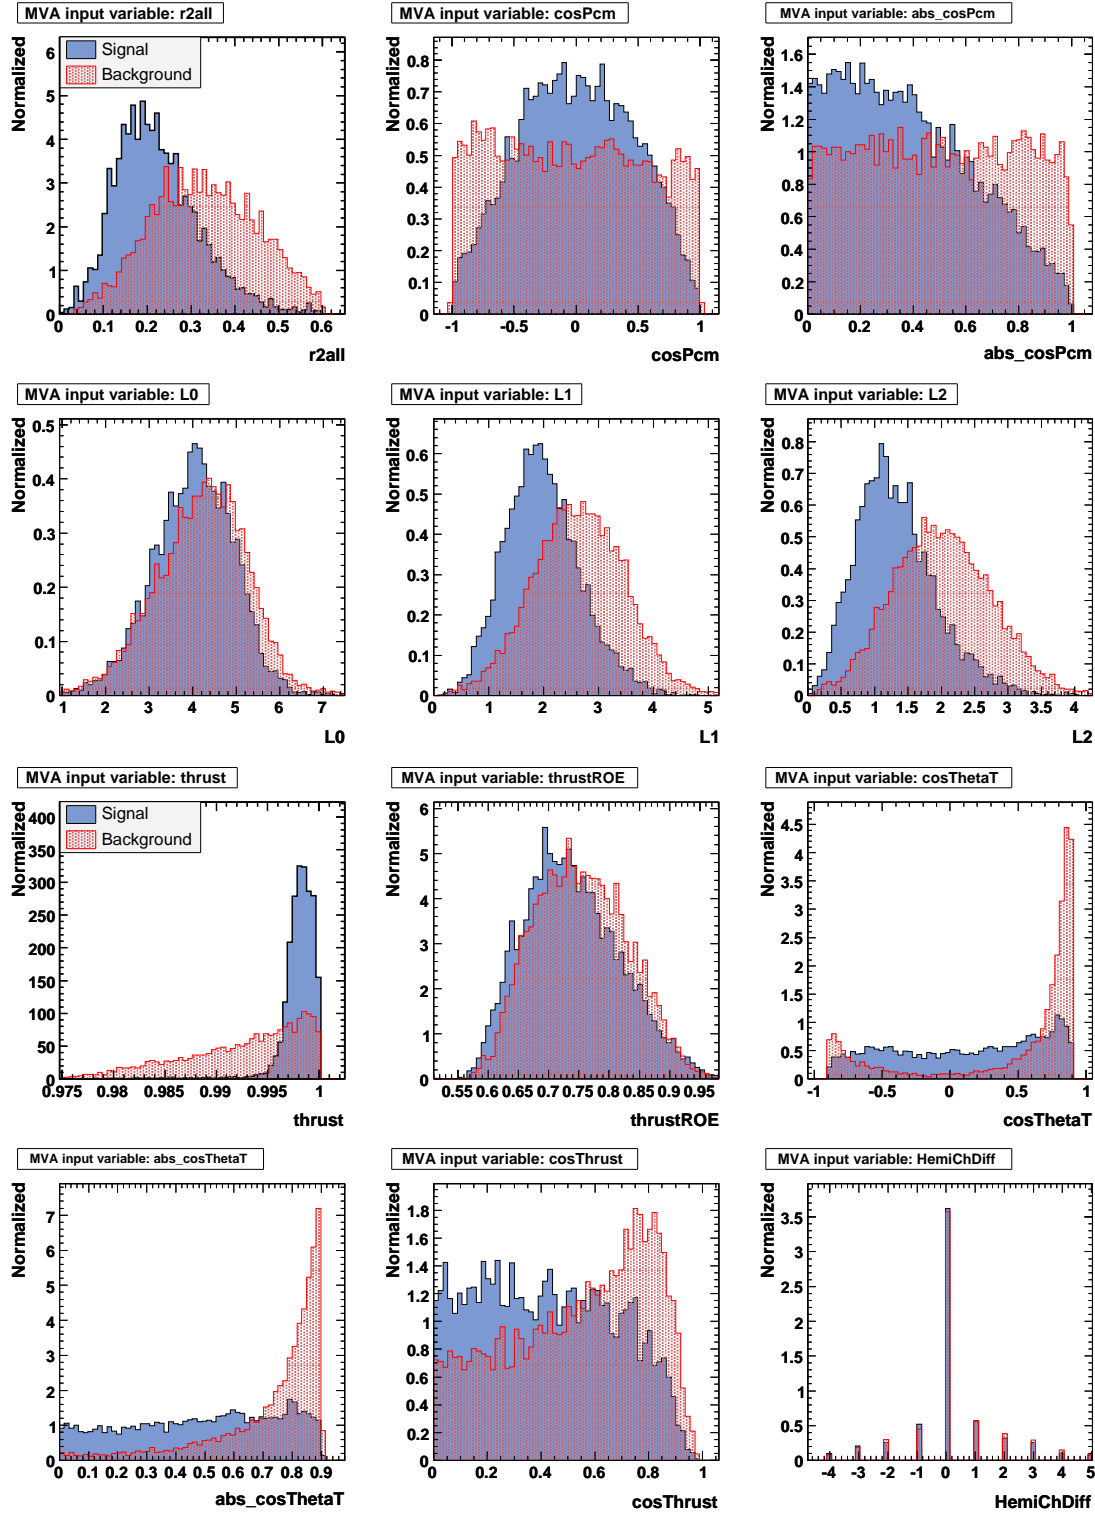 MVA input variable: r2all
Normalized
Signal
Background
6
5
4
3
2
1
0
0 0.1 0.2 0.3 0.4 0.5 0.6
r2all
MVA input variable: cosPcm
Normalized
0.8
0.7
0.6
0.5
0.4
0.3
0.2
0.1
0
-1 -0.5 0 0.5 1
cosPcm
MVA input variable: abs_cosPcm
Normalized
1.6
1.4
1.2
1
0.8
0.6
0.4
0.2
0
0 0.2 0.4 0.6 0.8 1
abs_cosPcm
MVA input variable: L0
Normalized
0.5
0.4
0.3
0.2
0.1
0
1 2 3 4 5 6 7
L0
MVA input variable: L1
Normalized
0.6
0.5
0.4
0.3
0.2
0.1
0
0 1 2 3 4 5
L1
MVA input variable: L2
Normalized
0.8
0.7
0.6
0.5
0.4
0.3
0.2
0.1
0
0 0.5 1 1.5 2 2.5 3 3.5 4
L2
MVA input variable: thrust
Normalized
Signal
Background
400
350
300
250
200
150
100
50
0
0.975 0.98 0.985 0.99 0.995 1
thrust
MVA input variable: thrustROE
Normalized
6
5
4
3
2
1
0
0.55 0.6 0.65 0.7 0.75 0.8 0.85 0.9 0.95
thrustROE
MVA input variable: cosThetaT
Normalized
4.5
4
3.5
3
2.5
2
1.5
1
0.5
0
-1 -0.5 0 0.5 1
cosThetaT
MVA input variable: abs_cosThetaT
Normalized
7
6
5
4
3
2
1
0
0 0.1 0.2 0.3 0.4 0.5 0.6 0.7 0.8 0.9
abs_cosThetaT
MVA input variable: cosThrust
Normalized
1.8
1.6
1.4
1.2
1
0.8
0.6
0.4
0.2
0
0 0.2 0.4 0.6 0.8 1
cosThrust
MVA input variable: HemiChDiff
Normalized
3.5
3
2.5
2
1.5
1
0.5
0
-4 -3 -2 -1 0 1 2 3 4 5
HemiChDiff